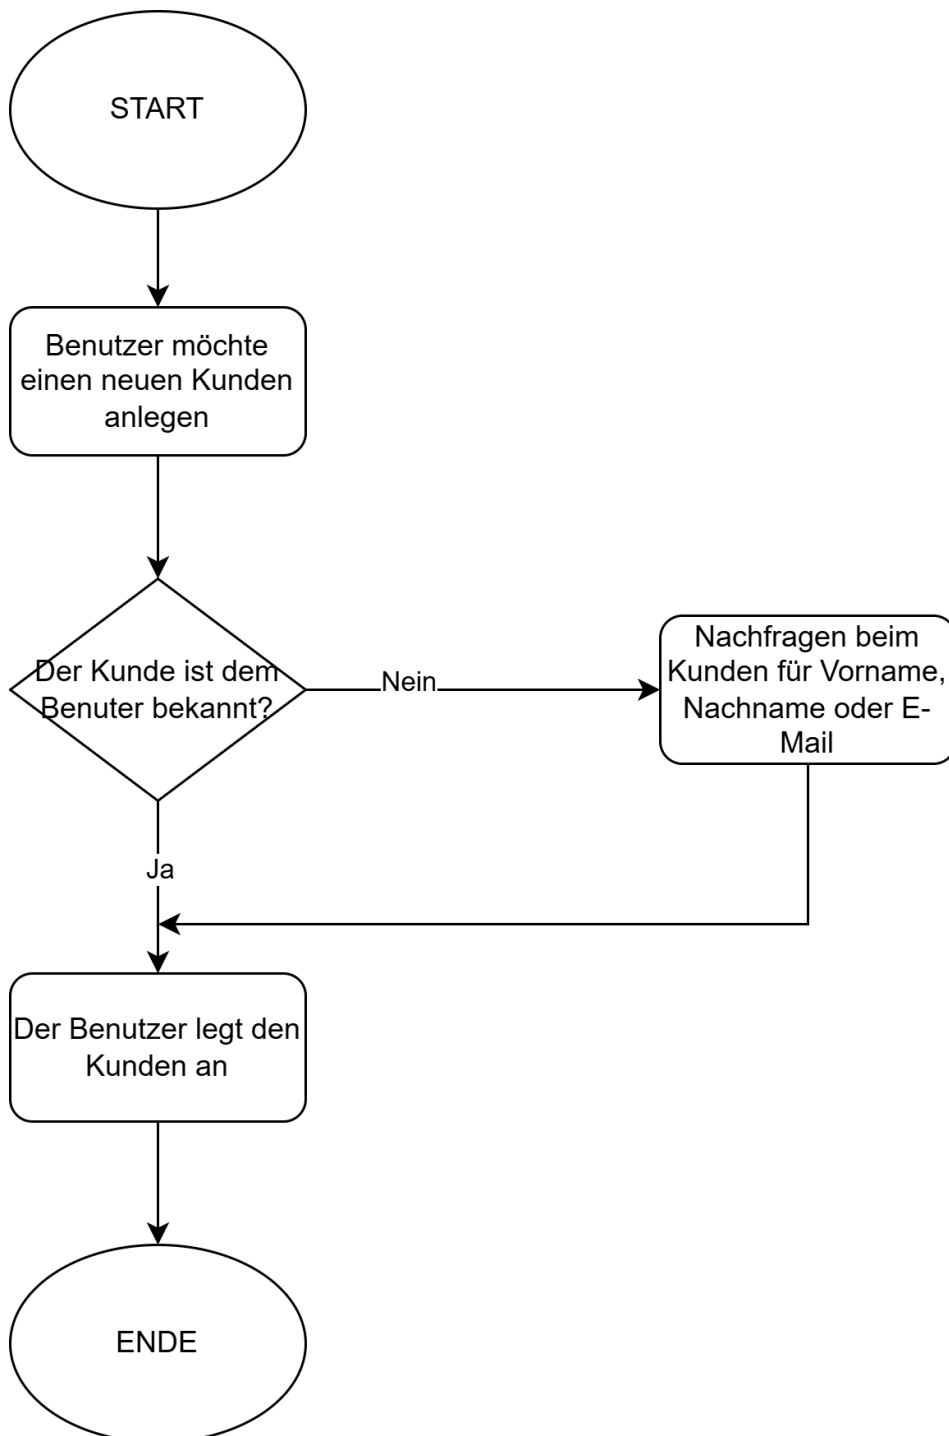 START
Benutzer möchte
einen neuen Kunden
anlegen
Der Kunde ist dem
Benuter bekannt?
Nein
Nachfragen beim
Kunden für Vorname,
Nachname oder E-
Mail
Ja
Der Benutzer legt den
Kunden an
ENDE